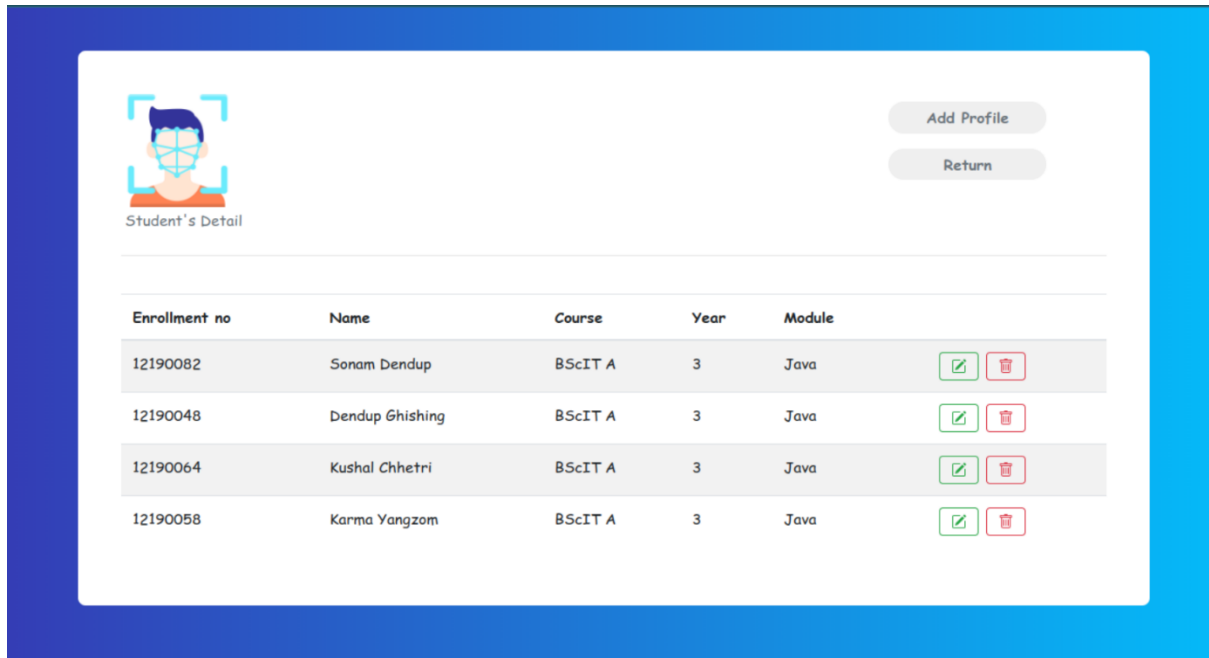 Add Profile
Return
Student's Detail
Enrollment no Name Course Year Module
12190082 Sonam Dendup BScIT A 3 Java
12190048 Dendup Ghishing BScIT A 3 Java
12190064 Kushal Chhetri BScIT A 3 Java
12190058 Karma Yangzom BScIT A 3 Java